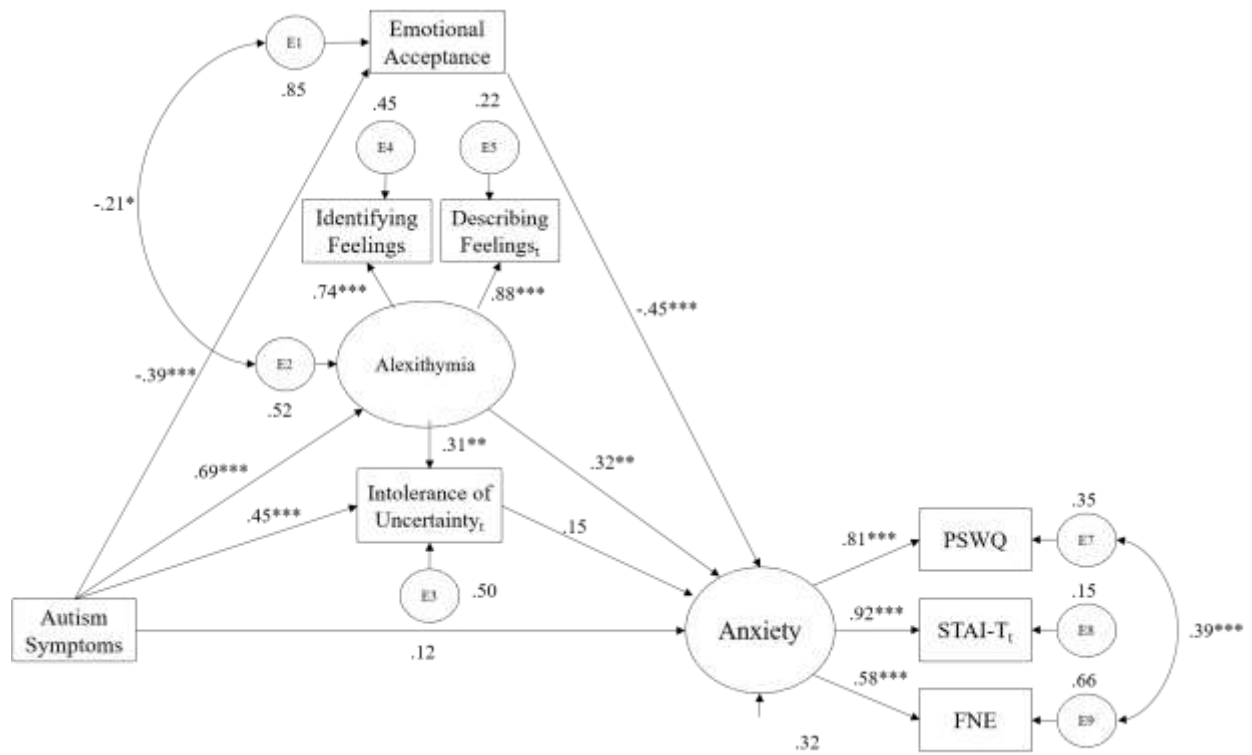 E1
Emotional
Acceptance
.85
.45
.22
E4
E5
-.21*
Identifying
Feelings
Describing
Feelingsₜ
.74***
.88***
-.45***
E2
Alexithymia
-.39***
.52
.31**
.32**
.69***
Intolerance of
Uncertaintyₜ
.45***
.15
.35
.81***
PSWQ
E7
E3
.50
.15
Autism
Symptoms
Anxiety
.92***
STAI-Tₜ
E8
.39***
.12
.58***
.66
FNE
E9
.32